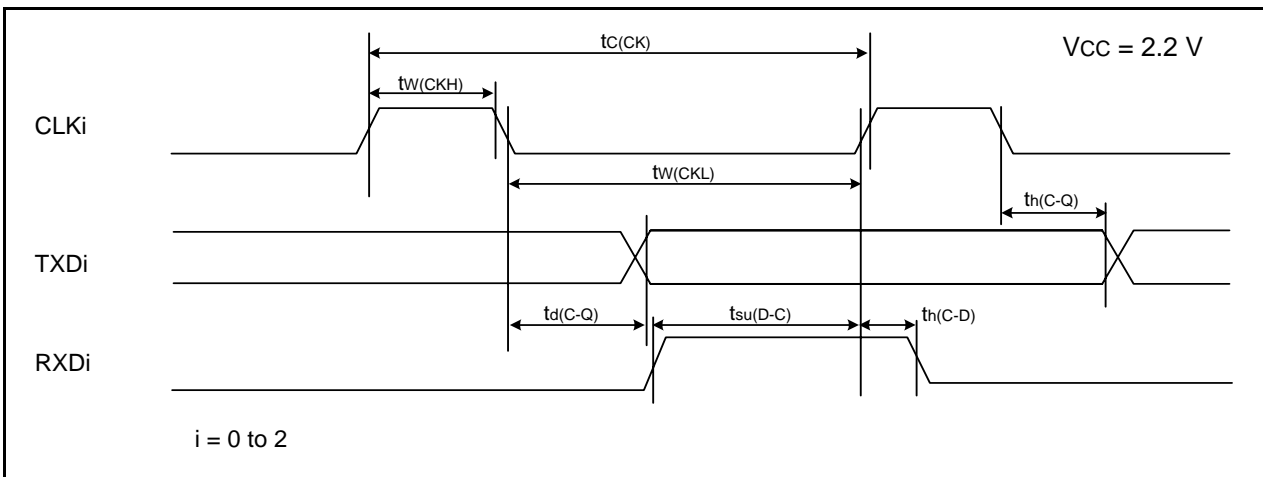 tC(CK)
VCC = 2.2 V
tW(CKH)
CLKi
tW(CKL)
th(C-Q)
TXDi
td(C-Q)
tsu(D-C)
th(C-D)
RXDi
i = 0 to 2